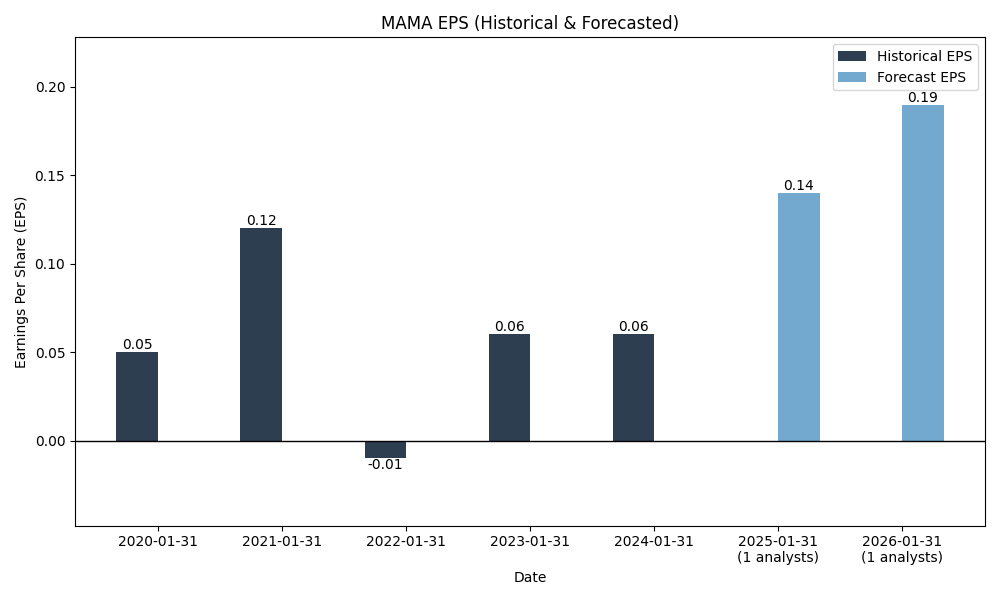 MAMA EPS (Historical & Forecasted)
Historical EPS
Forecast EPS
Earnings Per Share (EPS)
0.20
0.15
0.10
0.05
0.00
0.05
0.12
-0.01
0.06
0.06
0.14
0.19
2020-01-31
2021-01-31
2022-01-31
2023-01-31
2024-01-31
2025-01-31
(1 analysts)
2026-01-31
(1 analysts)
Date